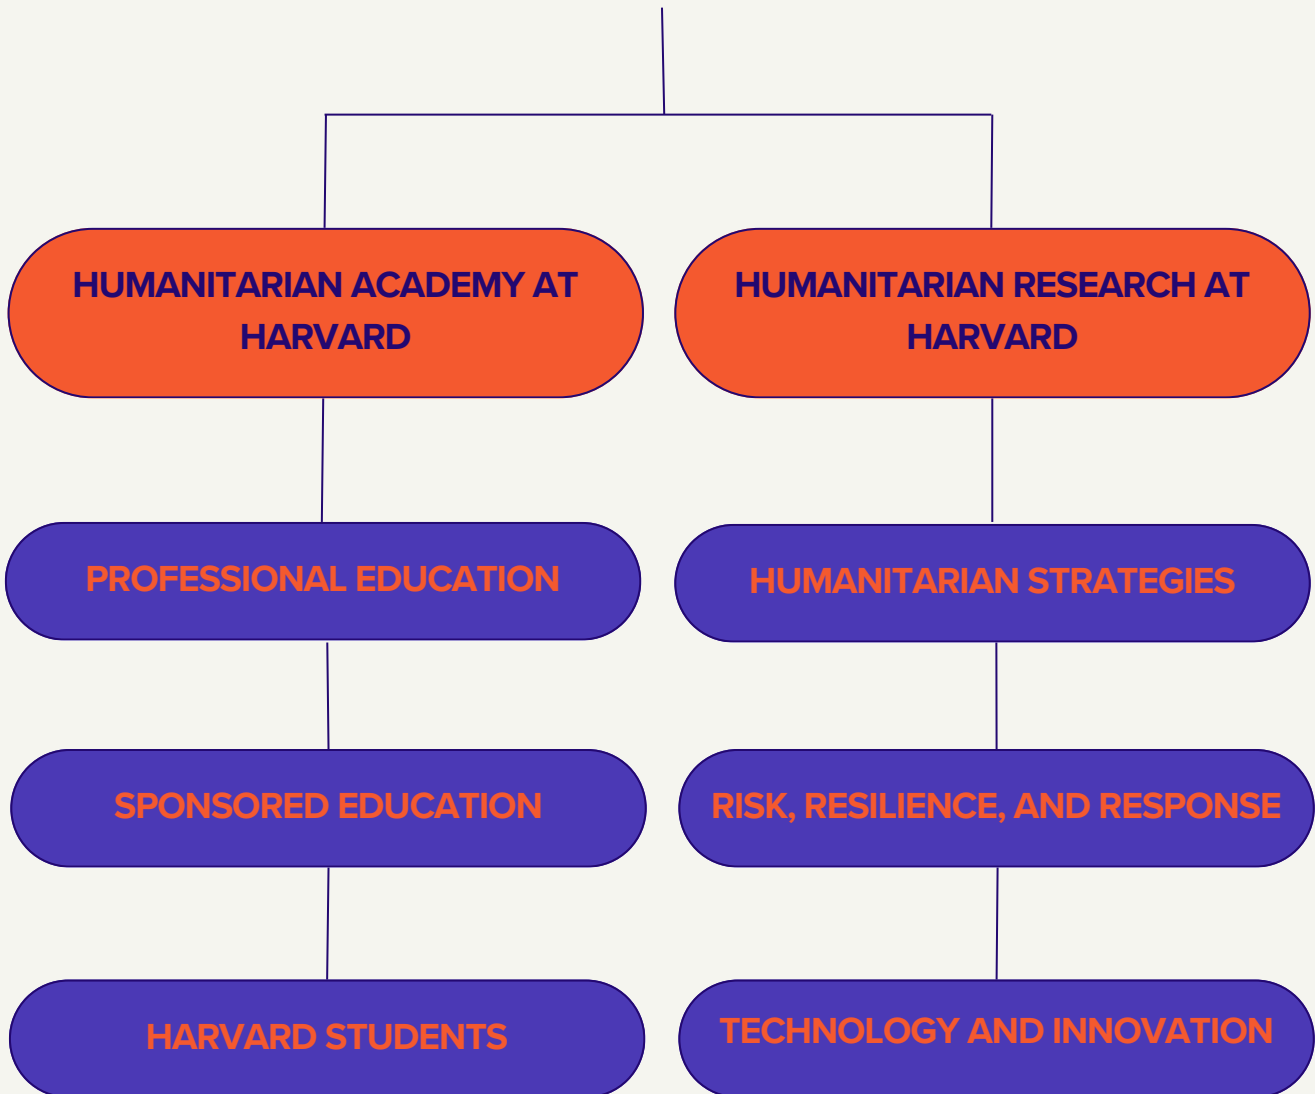 HUMANITARIAN ACADEMY AT
HARVARD
HUMANITARIAN RESEARCH AT
HARVARD
PROFESSIONAL EDUCATION
HUMANITARIAN STRATEGIES
SPONSORED EDUCATION
RISK, RESILIENCE, AND RESPONSE
HARVARD STUDENTS
TECHNOLOGY AND INNOVATION